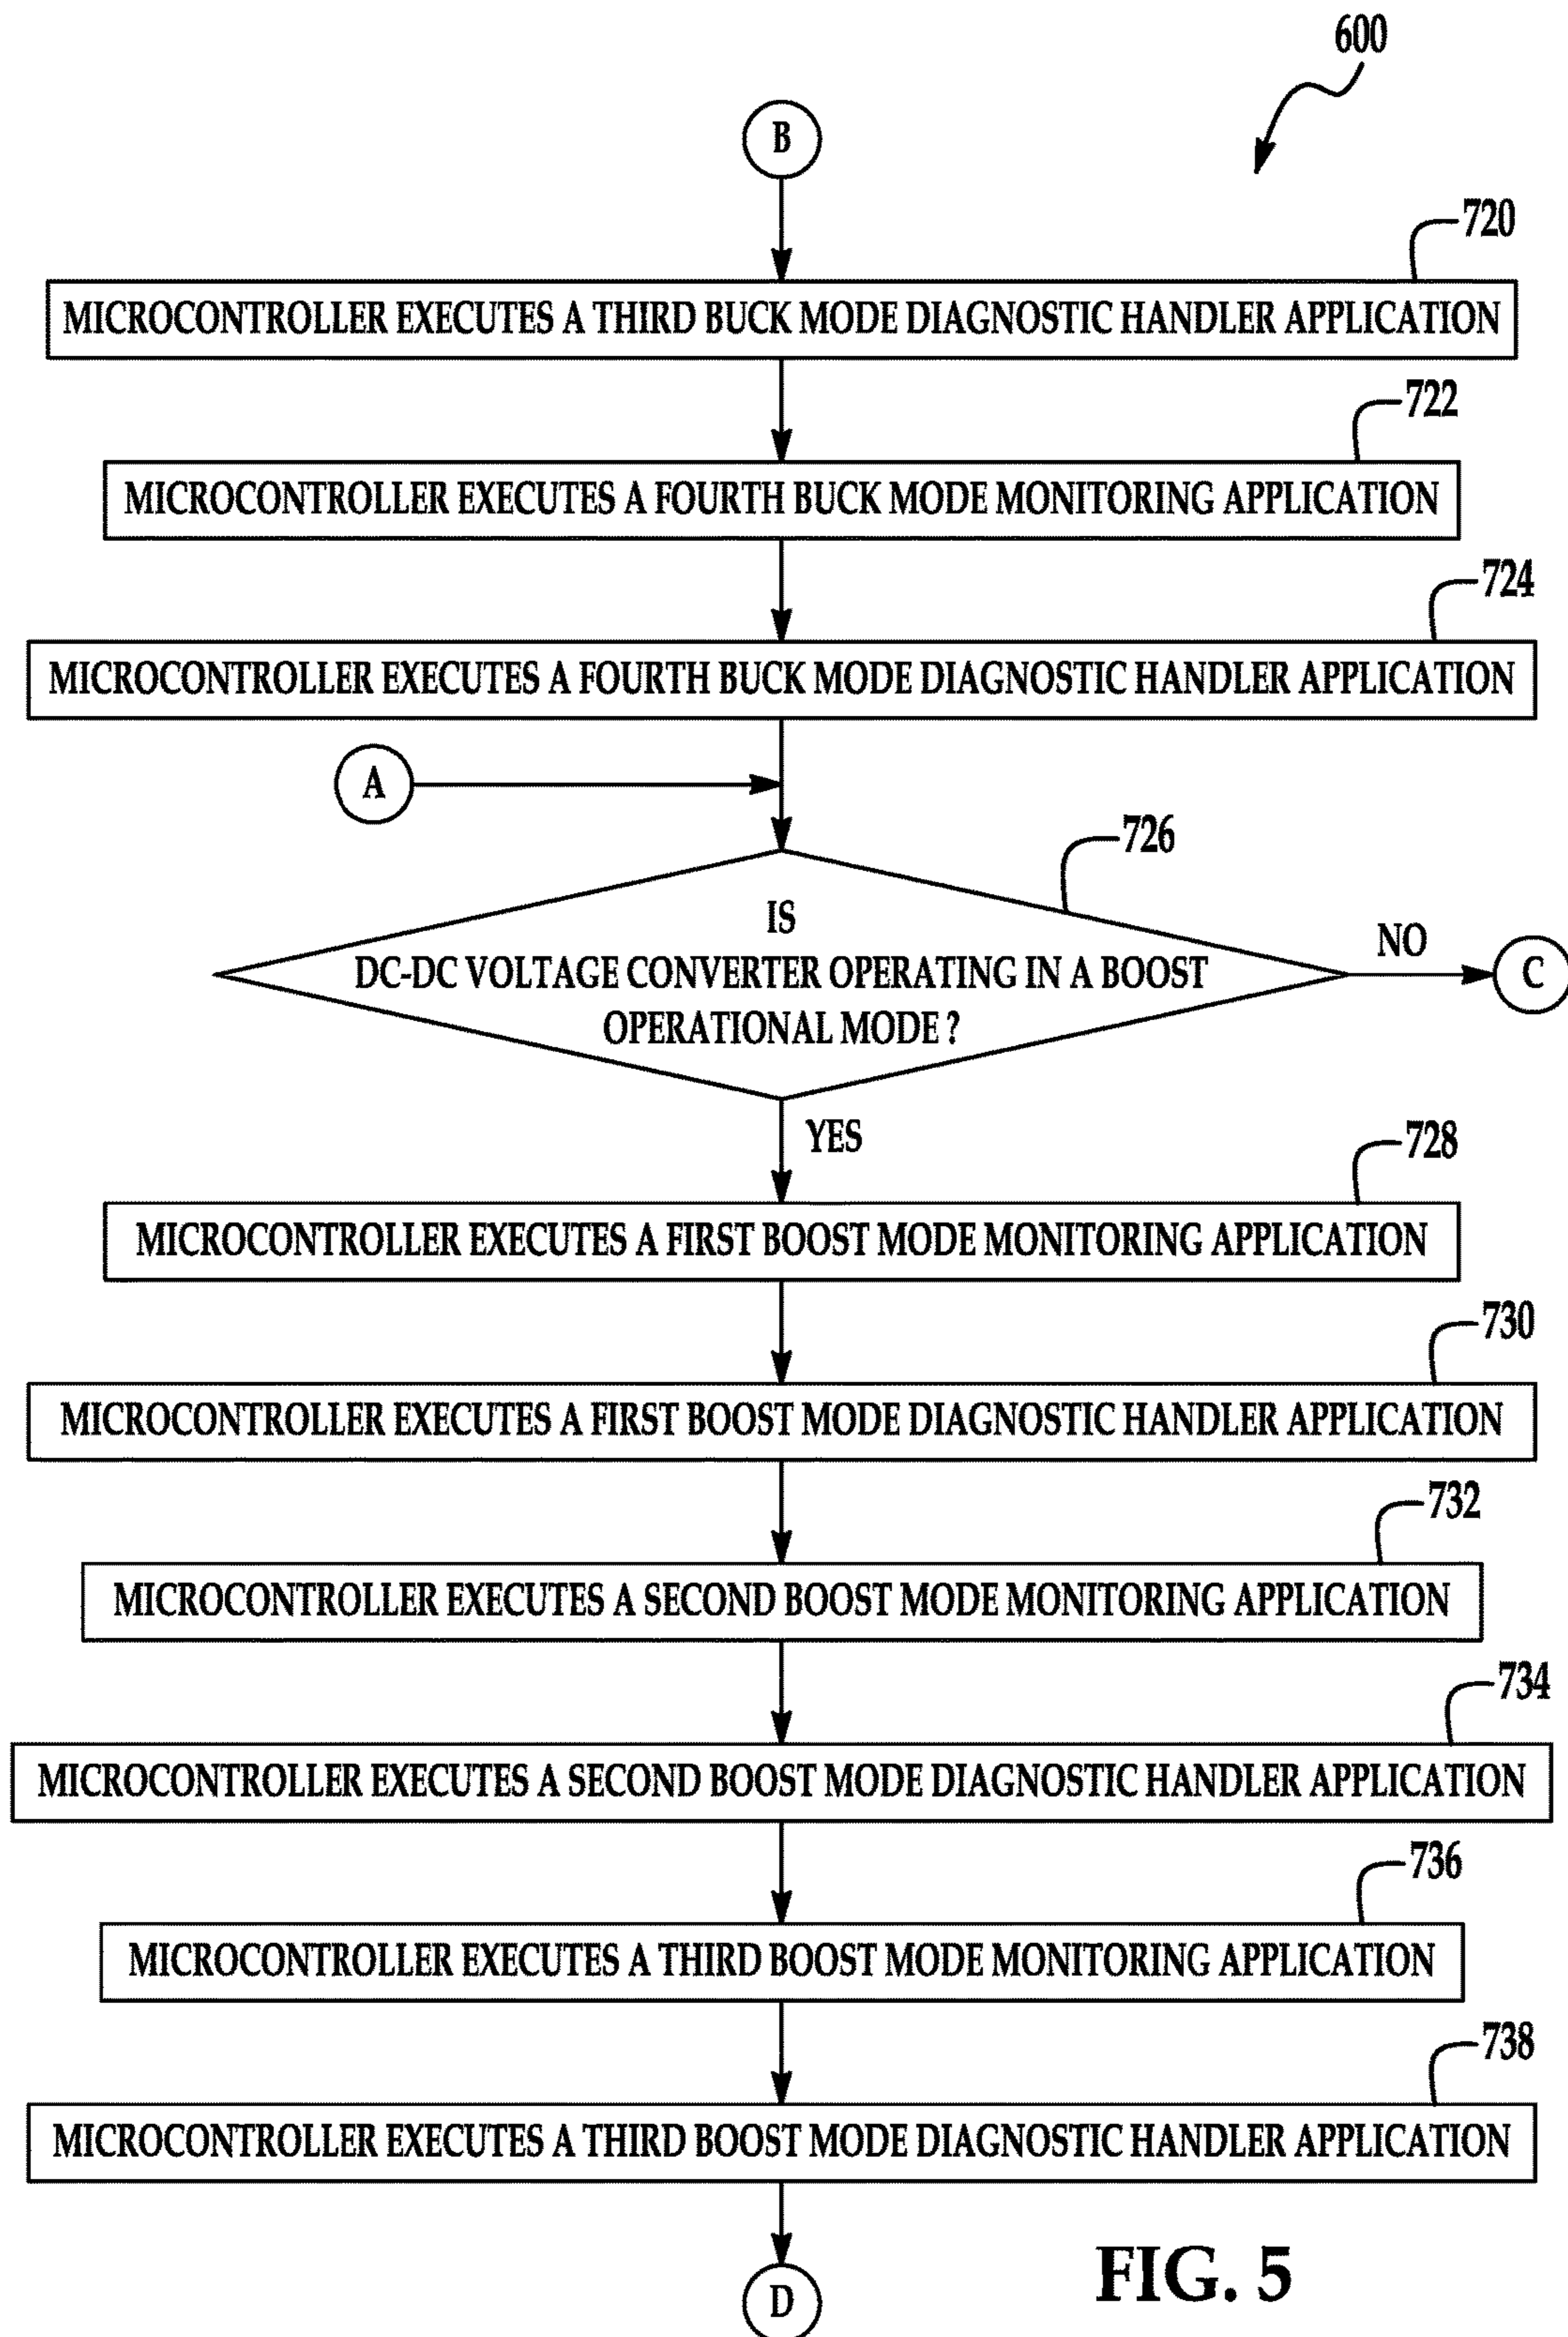 600
B
720
MICROCONTROLLER EXECUTES A THIRD BUCK MODE DIAGNOSTIC HANDLER APPLICATION
722
MICROCONTROLLER EXECUTES A FOURTH BUCK MODE MONITORING APPLICATION
724
MICROCONTROLLER EXECUTES A FOURTH BUCK MODE DIAGNOSTIC HANDLER APPLICATION
A
726
IS
DC-DC VOLTAGE CONVERTER OPERATING IN A BOOST
OPERATIONAL MODE ?
NO
C
YES
728
MICROCONTROLLER EXECUTES A FIRST BOOST MODE MONITORING APPLICATION
730
MICROCONTROLLER EXECUTES A FIRST BOOST MODE DIAGNOSTIC HANDLER APPLICATION
732
MICROCONTROLLER EXECUTES A SECOND BOOST MODE MONITORING APPLICATION
734
MICROCONTROLLER EXECUTES A SECOND BOOST MODE DIAGNOSTIC HANDLER APPLICATION
736
MICROCONTROLLER EXECUTES A THIRD BOOST MODE MONITORING APPLICATION
738
MICROCONTROLLER EXECUTES A THIRD BOOST MODE DIAGNOSTIC HANDLER APPLICATION
D
FIG. 5